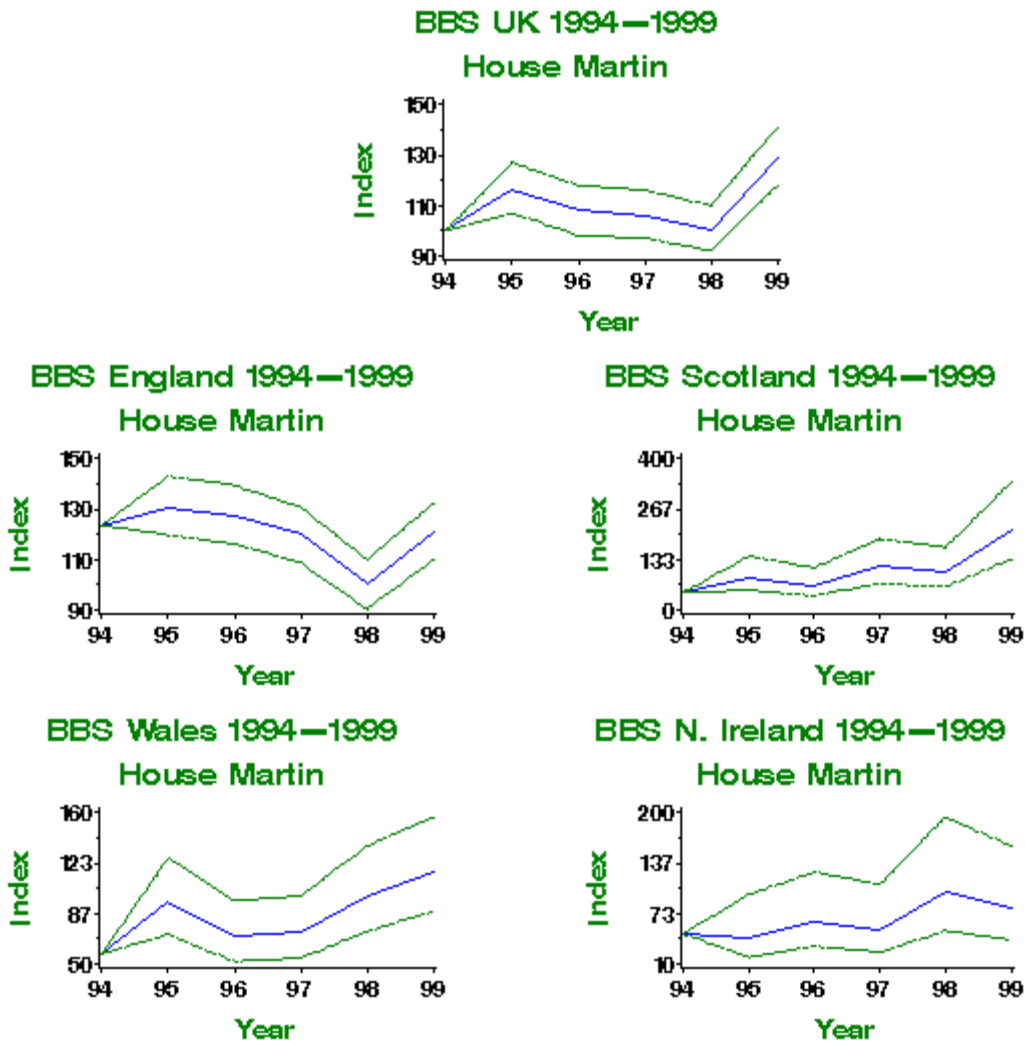 BBS UK 1994—1999
House Martin
150
130
110
90
Index
94 95 96 97 98 99
Year
BBS England 1994—1999
House Martin
150
130
110
90
Index
94 95 96 97 98 99
Year
BBS Scotland 1994—1999
House Martin
400
267
133
0
Index
94 95 96 97 98 99
Year
BBS Wales 1994—1999
House Martin
160
123
87
50
Index
94 95 96 97 98 99
Year
BBS N. Ireland 1994—1999
House Martin
200
137
73
10
Index
94 95 96 97 98 99
Year